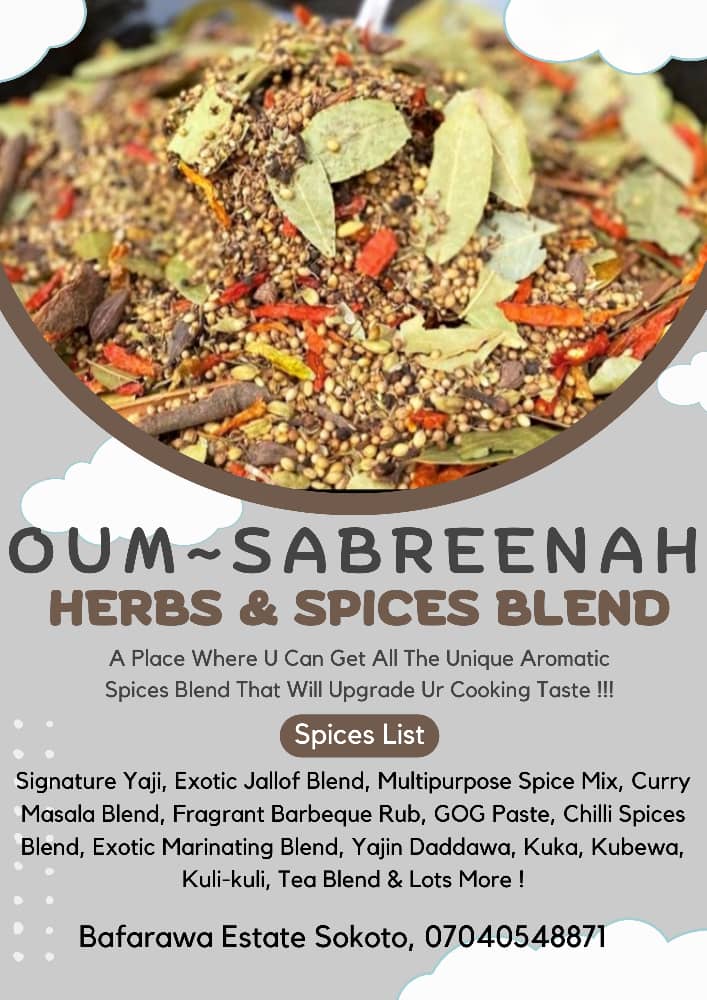 OUM~SABREENAH
HERBS & SPICES BLEND
A Place Where U Can Get All The Unique Aromatic
Spices Blend That Will Upgrade Ur Cooking Taste !!!
Spices List
Signature Yaji, Exotic Jallof Blend, Multipurpose Spice Mix, Curry
Masala Blend, Fragrant Barbeque Rub, GOG Paste, Chilli Spices
Blend, Exotic Marinating Blend, Yajin Daddawa, Kuka, Kubewa,
Kuli-kuli, Tea Blend & Lots More !
Bafarawa Estate Sokoto, 07040548871